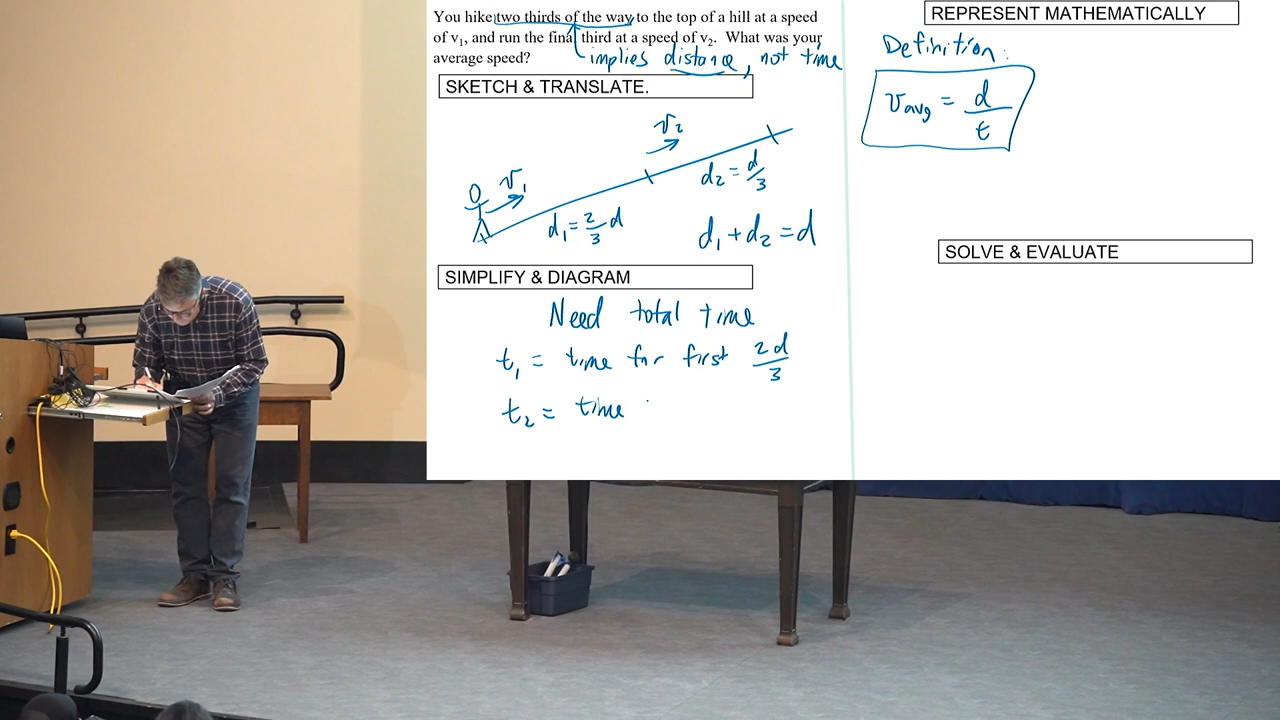 You hike two thirds of the way to the top of a hill at a speed
of v₁, and run the final third at a speed of v₂. What was your
average speed?
implies distance, not time
SKETCH & TRANSLATE.
v₁
v₂
d₁ = 2/3 d
d₂ = d/3
d₁ + d₂ = d
SIMPLIFY & DIAGRAM
Need total time
t₁ = time for first 2d/3
t₂ = time
REPRESENT MATHEMATICALLY
Definition:
v avg = d/t
SOLVE & EVALUATE